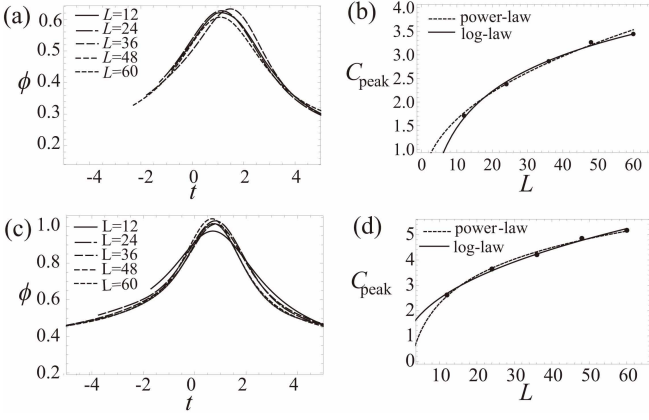 (a)
L=12
L=24
L=36
L=48
L=60
ϕ
0.6
0.5
0.4
0.3
0.2
-4
-2
0
2
4
t
(b)
power-law
log-law
C_peak
4.0
3.5
3.0
2.5
2.0
1.5
1.0
0
10
20
30
40
50
60
L
(c)
L=12
L=24
L=36
L=48
L=60
ϕ
1.0
0.8
0.6
0.4
0.2
-4
-2
0
2
4
t
(d)
power-law
log-law
C_peak
5
4
3
2
1
0
10
20
30
40
50
60
L